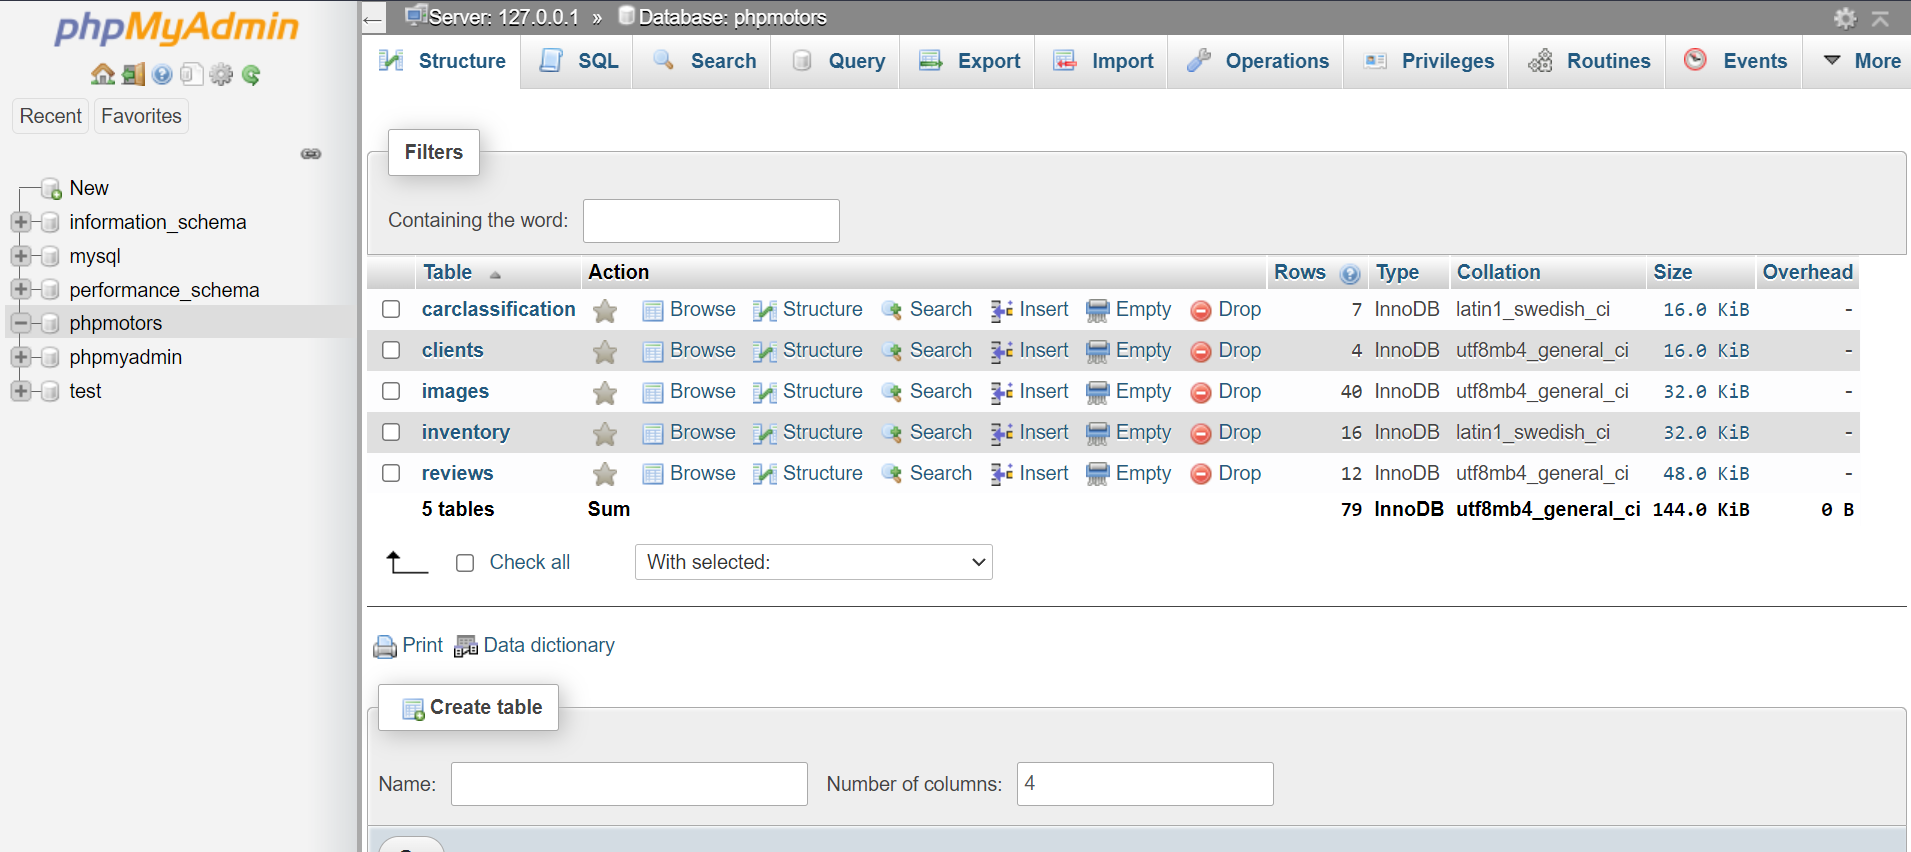 phpMyAdmin
Recent Favorites
New
information_schema
mysql
performance_schema
phpmotors
phpmyadmin
test
Server: 127.0.0.1 » Database: phpmotors
Structure SQL Search Query Export Import Operations Privileges Routines Events More
Filters
Containing the word:
Table Action Rows Type Collation Size Overhead
carclassification Browse Structure Search Insert Empty Drop 7 InnoDB latin1_swedish_ci 16.0 KiB -
clients Browse Structure Search Insert Empty Drop 4 InnoDB utf8mb4_general_ci 16.0 KiB -
images Browse Structure Search Insert Empty Drop 40 InnoDB utf8mb4_general_ci 32.0 KiB -
inventory Browse Structure Search Insert Empty Drop 16 InnoDB latin1_swedish_ci 32.0 KiB -
reviews Browse Structure Search Insert Empty Drop 12 InnoDB utf8mb4_general_ci 48.0 KiB -
5 tables Sum 79 InnoDB utf8mb4_general_ci 144.0 KiB 0 B
Check all With selected:
Print Data dictionary
Create table
Name: Number of columns: 4